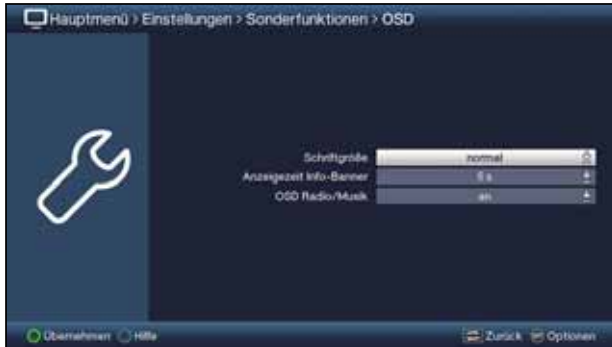 Hauptmenü > Einstellungen > Sonderfunktionen > OSD
Schriftgröße normal
Anzeigezeit Info-Banner 5 s
OSD Radio/Musik an
Übernehmen Hilfe Zurück Optionen